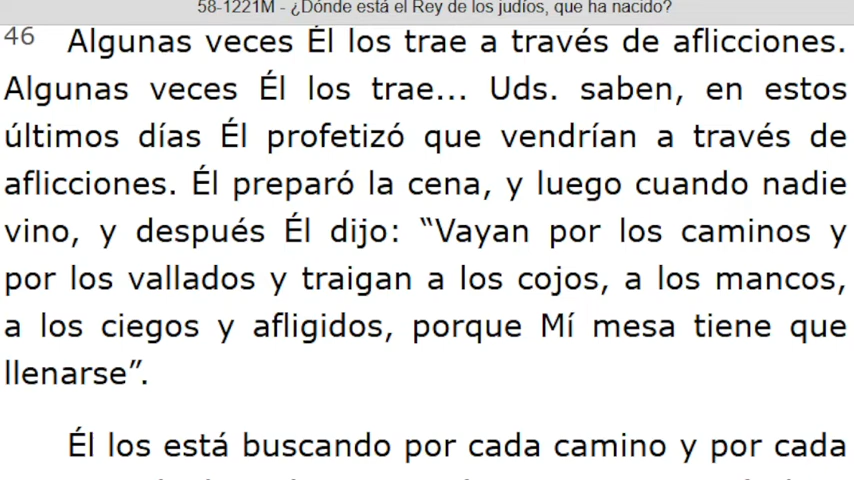 58-1221M - ¿Dónde está el Rey de los judíos, que ha nacido?
46 Algunas veces Él los trae a través de aflicciones.
Algunas veces Él los trae... Uds. saben, en estos
últimos días Él profetizó que vendrían a través de
aflicciones. Él preparó la cena, y luego cuando nadie
vino, y después Él dijo: “Vayan por los caminos y
por los vallados y traigan a los cojos, a los mancos,
a los ciegos y afligidos, porque Mí mesa tiene que
llenarse”.
Él los está buscando por cada camino y por cada